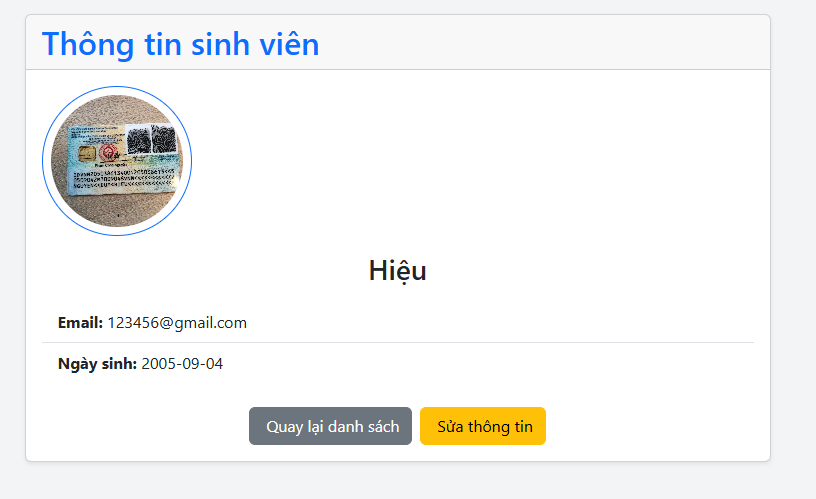 Thông tin sinh viên
Hiệu
Email: 123456@gmail.com
Ngày sinh: 2005-09-04
Quay lại danh sách
Sửa thông tin